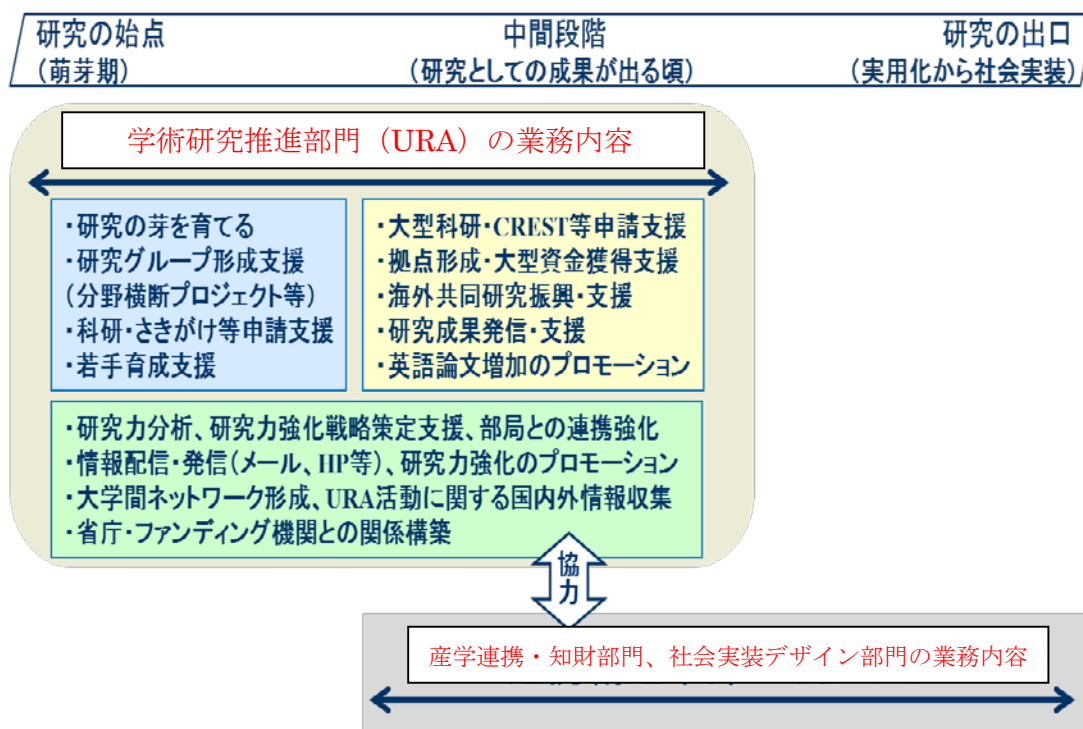 研究の始点
(萌芽期)
中間段階
(研究としての成果が出る頃)
研究の出口
(実用化から社会実装)
学術研究推進部門（URA）の業務内容
・研究の芽を育てる
・研究グループ形成支援
(分野横断プロジェクト等)
・科研・さきがけ等申請支援
・若手育成支援
・大型科研・CREST等申請支援
・拠点形成・大型資金獲得支援
・海外共同研究振興・支援
・研究成果発信・支援
・英語論文増加のプロモーション
・研究力分析、研究力強化戦略策定支援、部局との連携強化
・情報配信・発信(メール、HP等)、研究力強化のプロモーション
・大学間ネットワーク形成、URA活動に関する国内外情報収集
・省庁・ファンディング機関との関係構築
協力
産学連携・知財部門、社会実装デザイン部門の業務内容